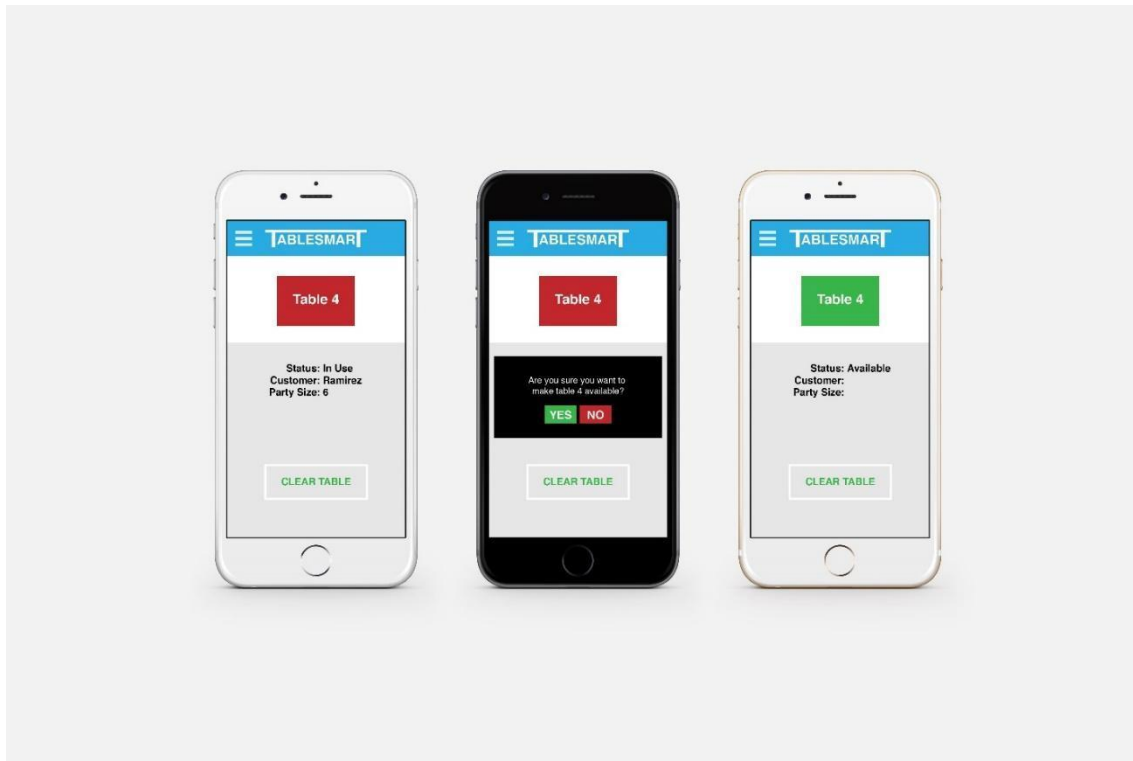 TABLESMART
Table 4
Status: In Use
Customer: Ramirez
Party Size: 6
CLEAR TABLE
TABLESMART
Table 4
Are you sure you want to
make table 4 available?
YES NO
CLEAR TABLE
TABLESMART
Table 4
Status: Available
Customer:
Party Size:
CLEAR TABLE